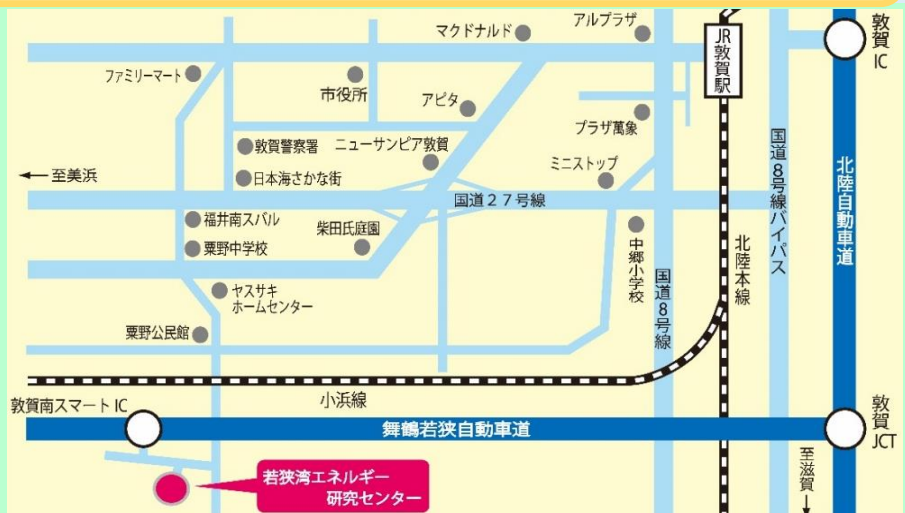 マクドナルド
アルプラザ
敦賀
IC
JR敦賀駅
ファミリーマート
市役所
アピタ
プラザ萬象
敦賀警察署
ニューサンピア敦賀
ミニストップ
←至美浜
日本海さかな街
国道27号線
国道8号線バイパス
北陸自動車道
福井南スバル
柴田氏庭園
粟野中学校
中郷小学校
国道8号線
北陸本線
ヤスサキ
ホームセンター
粟野公民館
小浜線
敦賀南スマートIC
舞鶴若狭自動車道
敦賀
JCT
至滋賀→
若狭湾エネルギー
研究センター